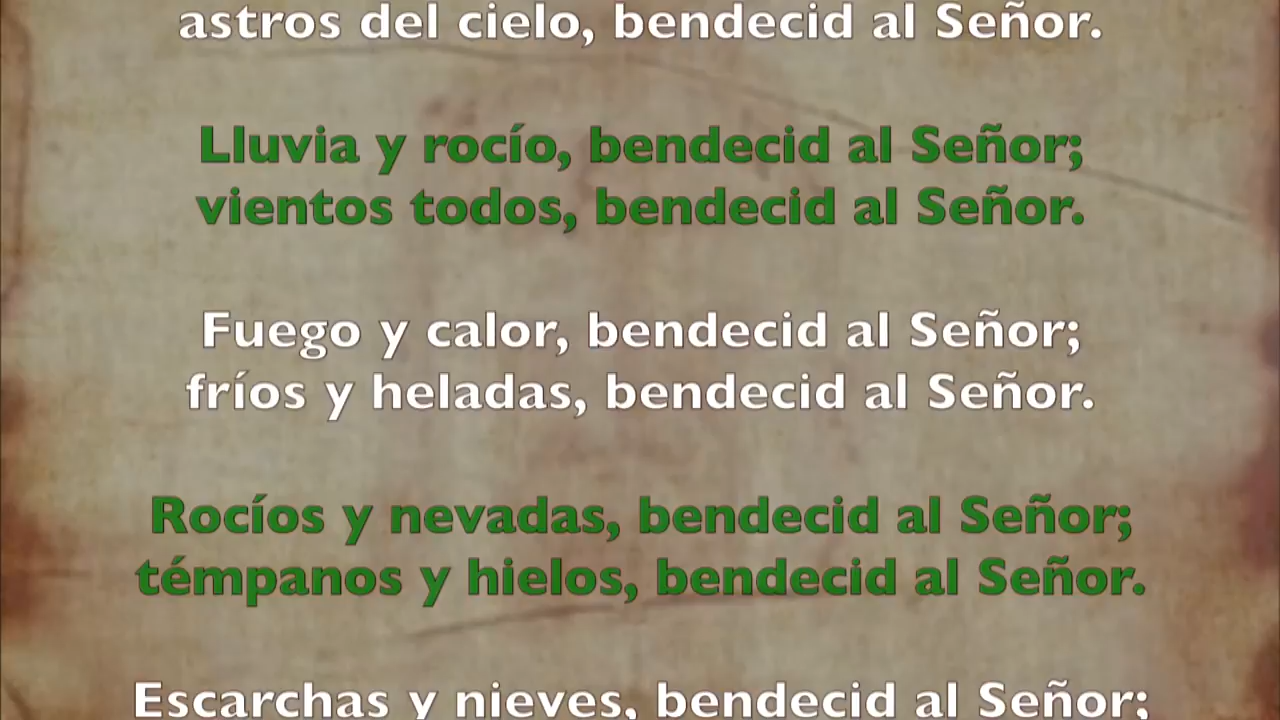 astros del cielo, bendecid al Señor.
Lluvia y rocío, bendecid al Señor;
vientos todos, bendecid al Señor.
Fuego y calor, bendecid al Señor;
fríos y heladas, bendecid al Señor.
Rocíos y nevadas, bendecid al Señor;
témpanos y hielos, bendecid al Señor.
Escarchas y nieves, bendecid al Señor;